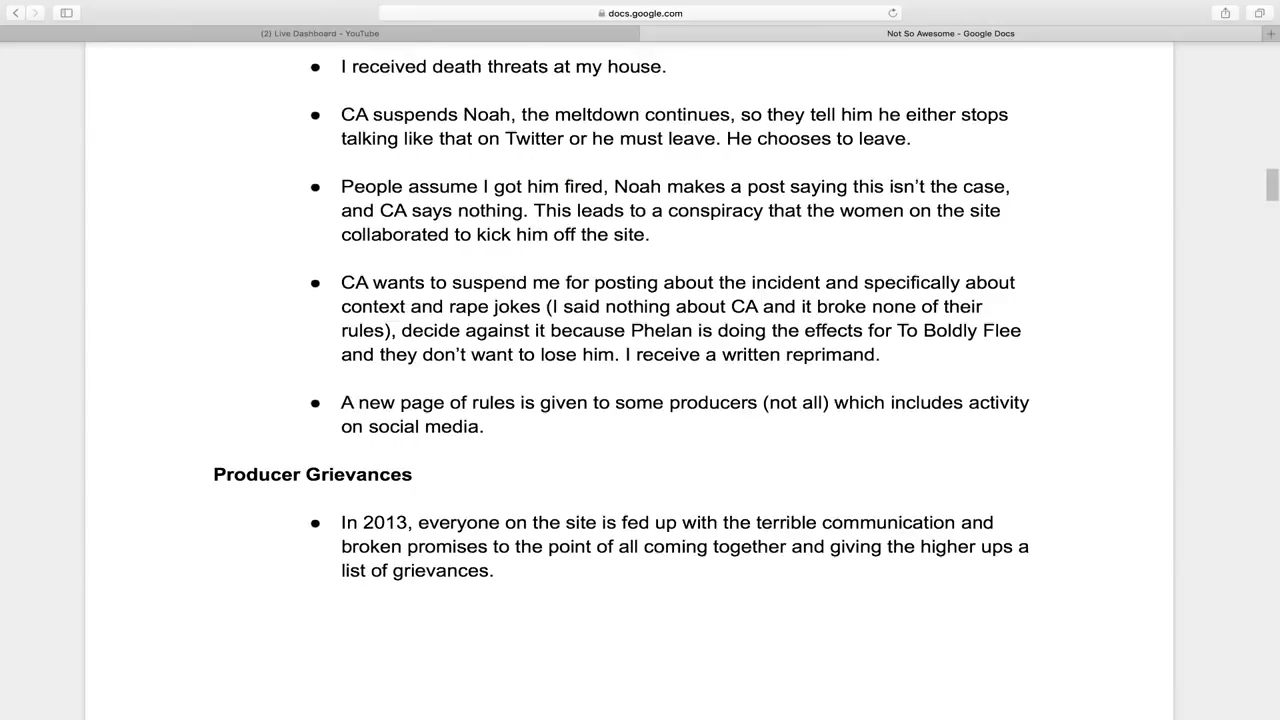 docs.google.com
(2) Live Dashboard - YouTube
Not So Awesome - Google Docs
● I received death threats at my house.
● CA suspends Noah, the meltdown continues, so they tell him he either stops
talking like that on Twitter or he must leave. He chooses to leave.
● People assume I got him fired, Noah makes a post saying this isn’t the case,
and CA says nothing. This leads to a conspiracy that the women on the site
collaborated to kick him off the site.
● CA wants to suspend me for posting about the incident and specifically about
context and rape jokes (I said nothing about CA and it broke none of their
rules), decide against it because Phelan is doing the effects for To Boldly Flee
and they don’t want to lose him. I receive a written reprimand.
● A new page of rules is given to some producers (not all) which includes activity
on social media.
Producer Grievances
● In 2013, everyone on the site is fed up with the terrible communication and
broken promises to the point of all coming together and giving the higher ups a
list of grievances.